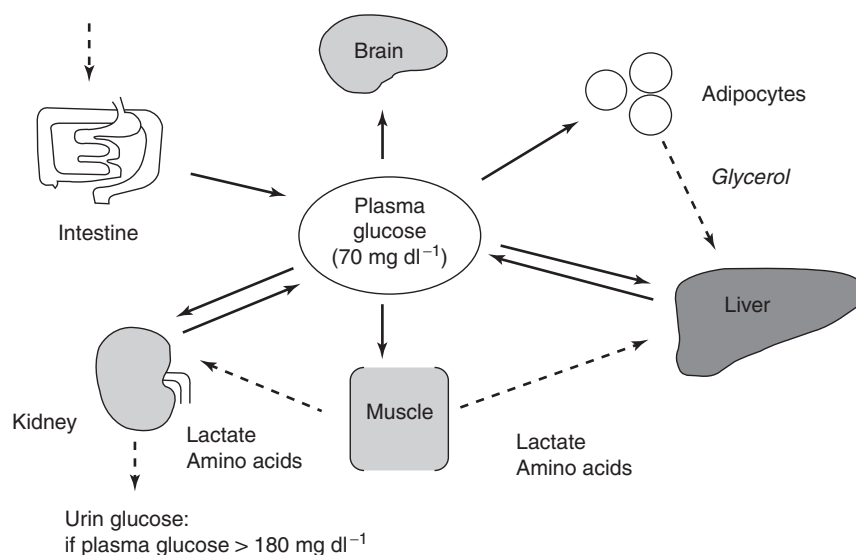 Brain
Adipocytes
Glycerol
Intestine
Plasma
glucose
(70 mg dl⁻¹)
Liver
Kidney
Muscle
Lactate
Amino acids
Lactate
Amino acids
Urin glucose:
if plasma glucose > 180 mg dl⁻¹